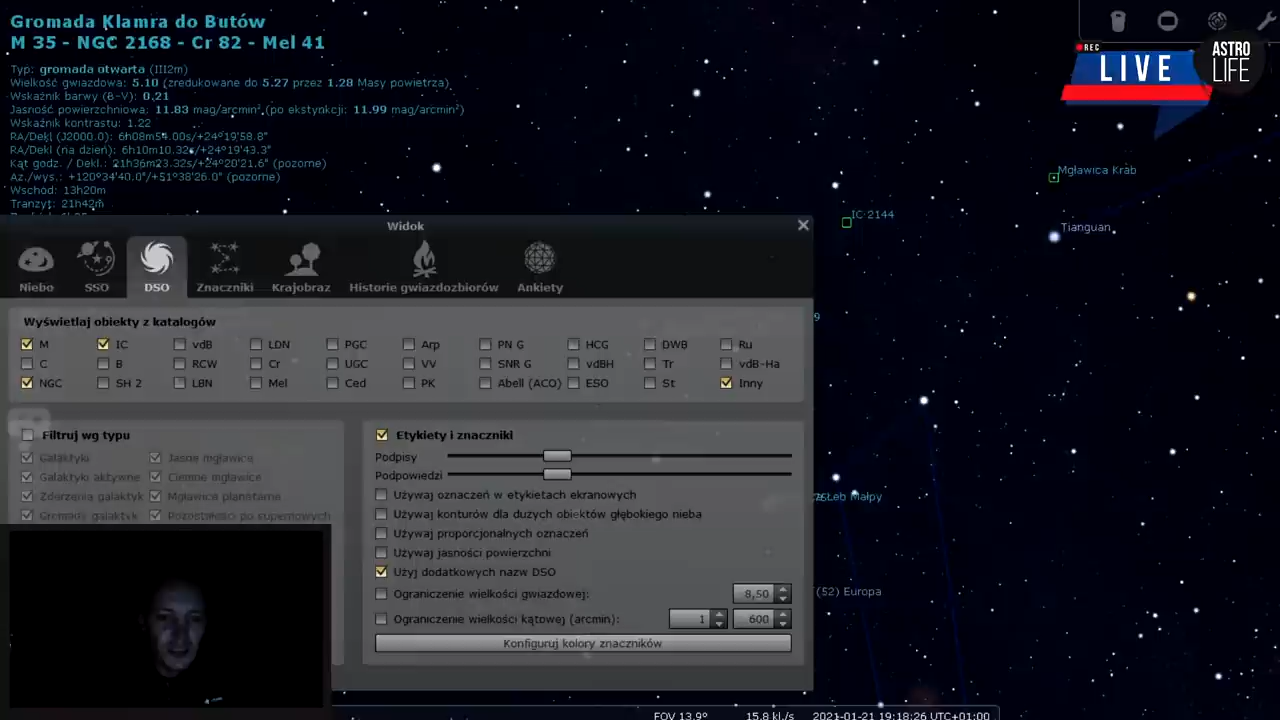 Gromada Klamra do Butów
M 35 - NGC 2168 - Cr 82 - Mel 41
Typ: gromada otwarta (III2m)
Wielkość gwiazdowa: 5.10 (zredukowane do 5.27 przez 1.28 Masy powietrza)
Wskaźnik barwy (B-V): 0,21
Jasność powierzchniowa: 11.83 mag/arcmin² (po ekstynkcji: 11.99 mag/arcmin²)
Wskaźnik kontrastu: 1.22
RA/Dekl (J2000.0): 6h08m54.00s/+24°19'58.8"
RA/Dekl (na dzień): 6h10m10.32s/+24°19'43.3"
Kąt godz. / Dekl.: 21h36m23.32s/+24°20'21.6" (pozorne)
Az./wys.: +120°34'40.0"/+51°38'26.0" (pozorne)
Wschód: 13h20m
Tranzyt: 21h42m
REC
LIVE
ASTRO
LIFE
Mgławica Krab
IC 2144
Tianguan
Widok
Niebo SSO DSO Znaczniki Krajobraz Historie gwiazdozbiorów Ankiety
Wyświetlaj obiekty z katalogów
M IC vdB LDN PGC Arp PN G HCG DWB Ru
C B RCW Cr UGC VV SNR G vdBH Tr vdB-Ha
NGC SH 2 LBN Mel Ced PK Abell (ACO) ESO St Inny
Filtruj wg typu
Galaktyki Jasne mgławice
Galaktyki aktywne Ciemne mgławice
Zderzenia galaktyk Mgławice planetarne
Gromady galaktyk Pozostałości po supernowych
Etykiety i znaczniki
Podpisy
Podpowiedzi
Używaj oznaczeń w etykietach ekranowych
Używaj konturów dla dużych obiektów głębokiego nieba
Używaj proporcjonalnych oznaczeń
Używaj jasności powierzchni
Użyj dodatkowych nazw DSO
Ograniczenie wielkości gwiazdowej: 8,50
Ograniczenie wielkości kątowej (arcmin): 1 600
Konfiguruj kolory znaczników
Łeb Małpy
(52) Europa
FOV 13.9° 15.8 kl./s 2021-01-21 19:18:26 UTC+01:00